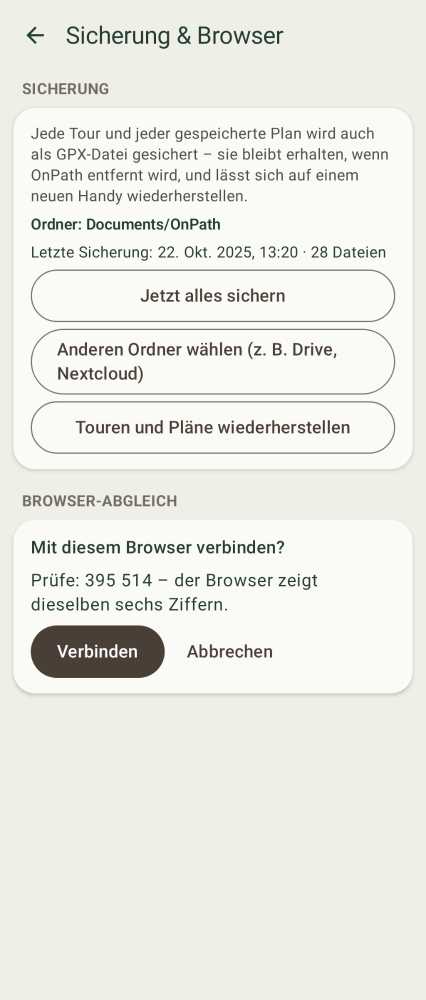 Sicherung & Browser
SICHERUNG
Jede Tour und jeder gespeicherte Plan wird auch
als GPX-Datei gesichert – sie bleibt erhalten, wenn
OnPath entfernt wird, und lässt sich auf einem
neuen Handy wiederherstellen.
Ordner: Documents/OnPath
Letzte Sicherung: 22. Okt. 2025, 13:20 · 28 Dateien
Jetzt alles sichern
Anderen Ordner wählen (z. B. Drive,
Nextcloud)
Touren und Pläne wiederherstellen
BROWSER-ABGLEICH
Mit diesem Browser verbinden?
Prüfe: 395 514 – der Browser zeigt
dieselben sechs Ziffern.
Verbinden
Abbrechen